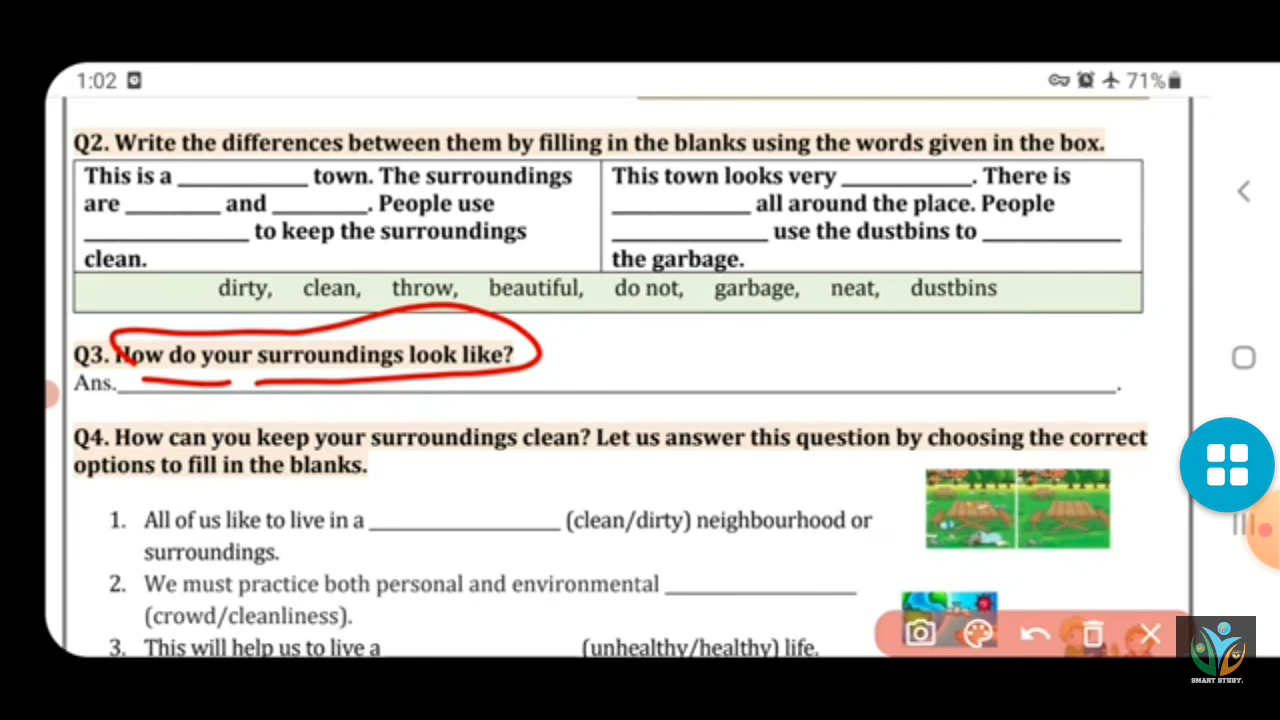 1:02 71%
Q2. Write the differences between them by filling in the blanks using the words given in the box.
This is a ____________ town. The surroundings
are _________ and _________. People use
________________ to keep the surroundings
clean.
This town looks very ____________. There is
_____________ all around the place. People
_______________ use the dustbins to _____________
the garbage.
dirty, clean, throw, beautiful, do not, garbage, neat, dustbins
Q3. How do your surroundings look like?
Ans.______________________________.
Q4. How can you keep your surroundings clean? Let us answer this question by choosing the correct
options to fill in the blanks.
1. All of us like to live in a __________________ (clean/dirty) neighbourhood or
surroundings.
2. We must practice both personal and environmental __________________
(crowd/cleanliness).
3. This will help us to live a __________________ (unhealthy/healthy) life.
SMART STUDY.